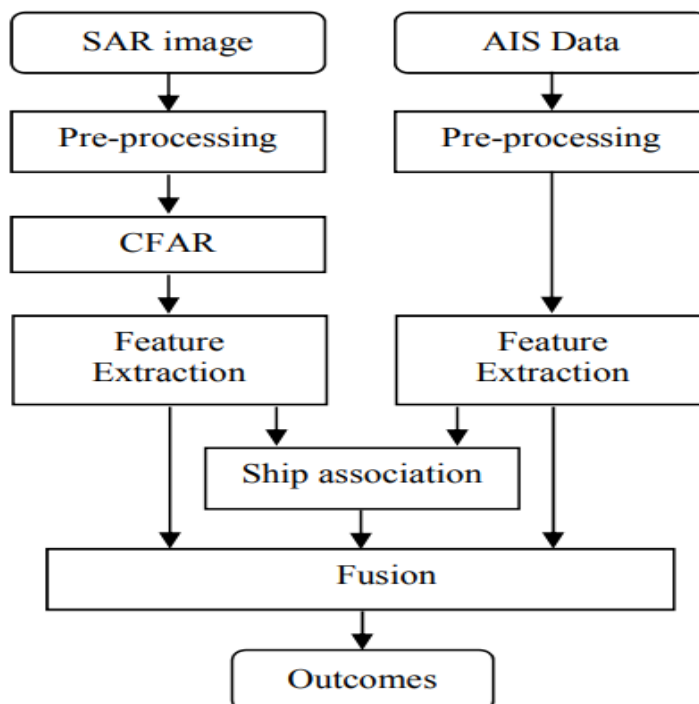 SAR image
AIS Data
Pre-processing
Pre-processing
CFAR
Feature
Extraction
Feature
Extraction
Ship association
Fusion
Outcomes